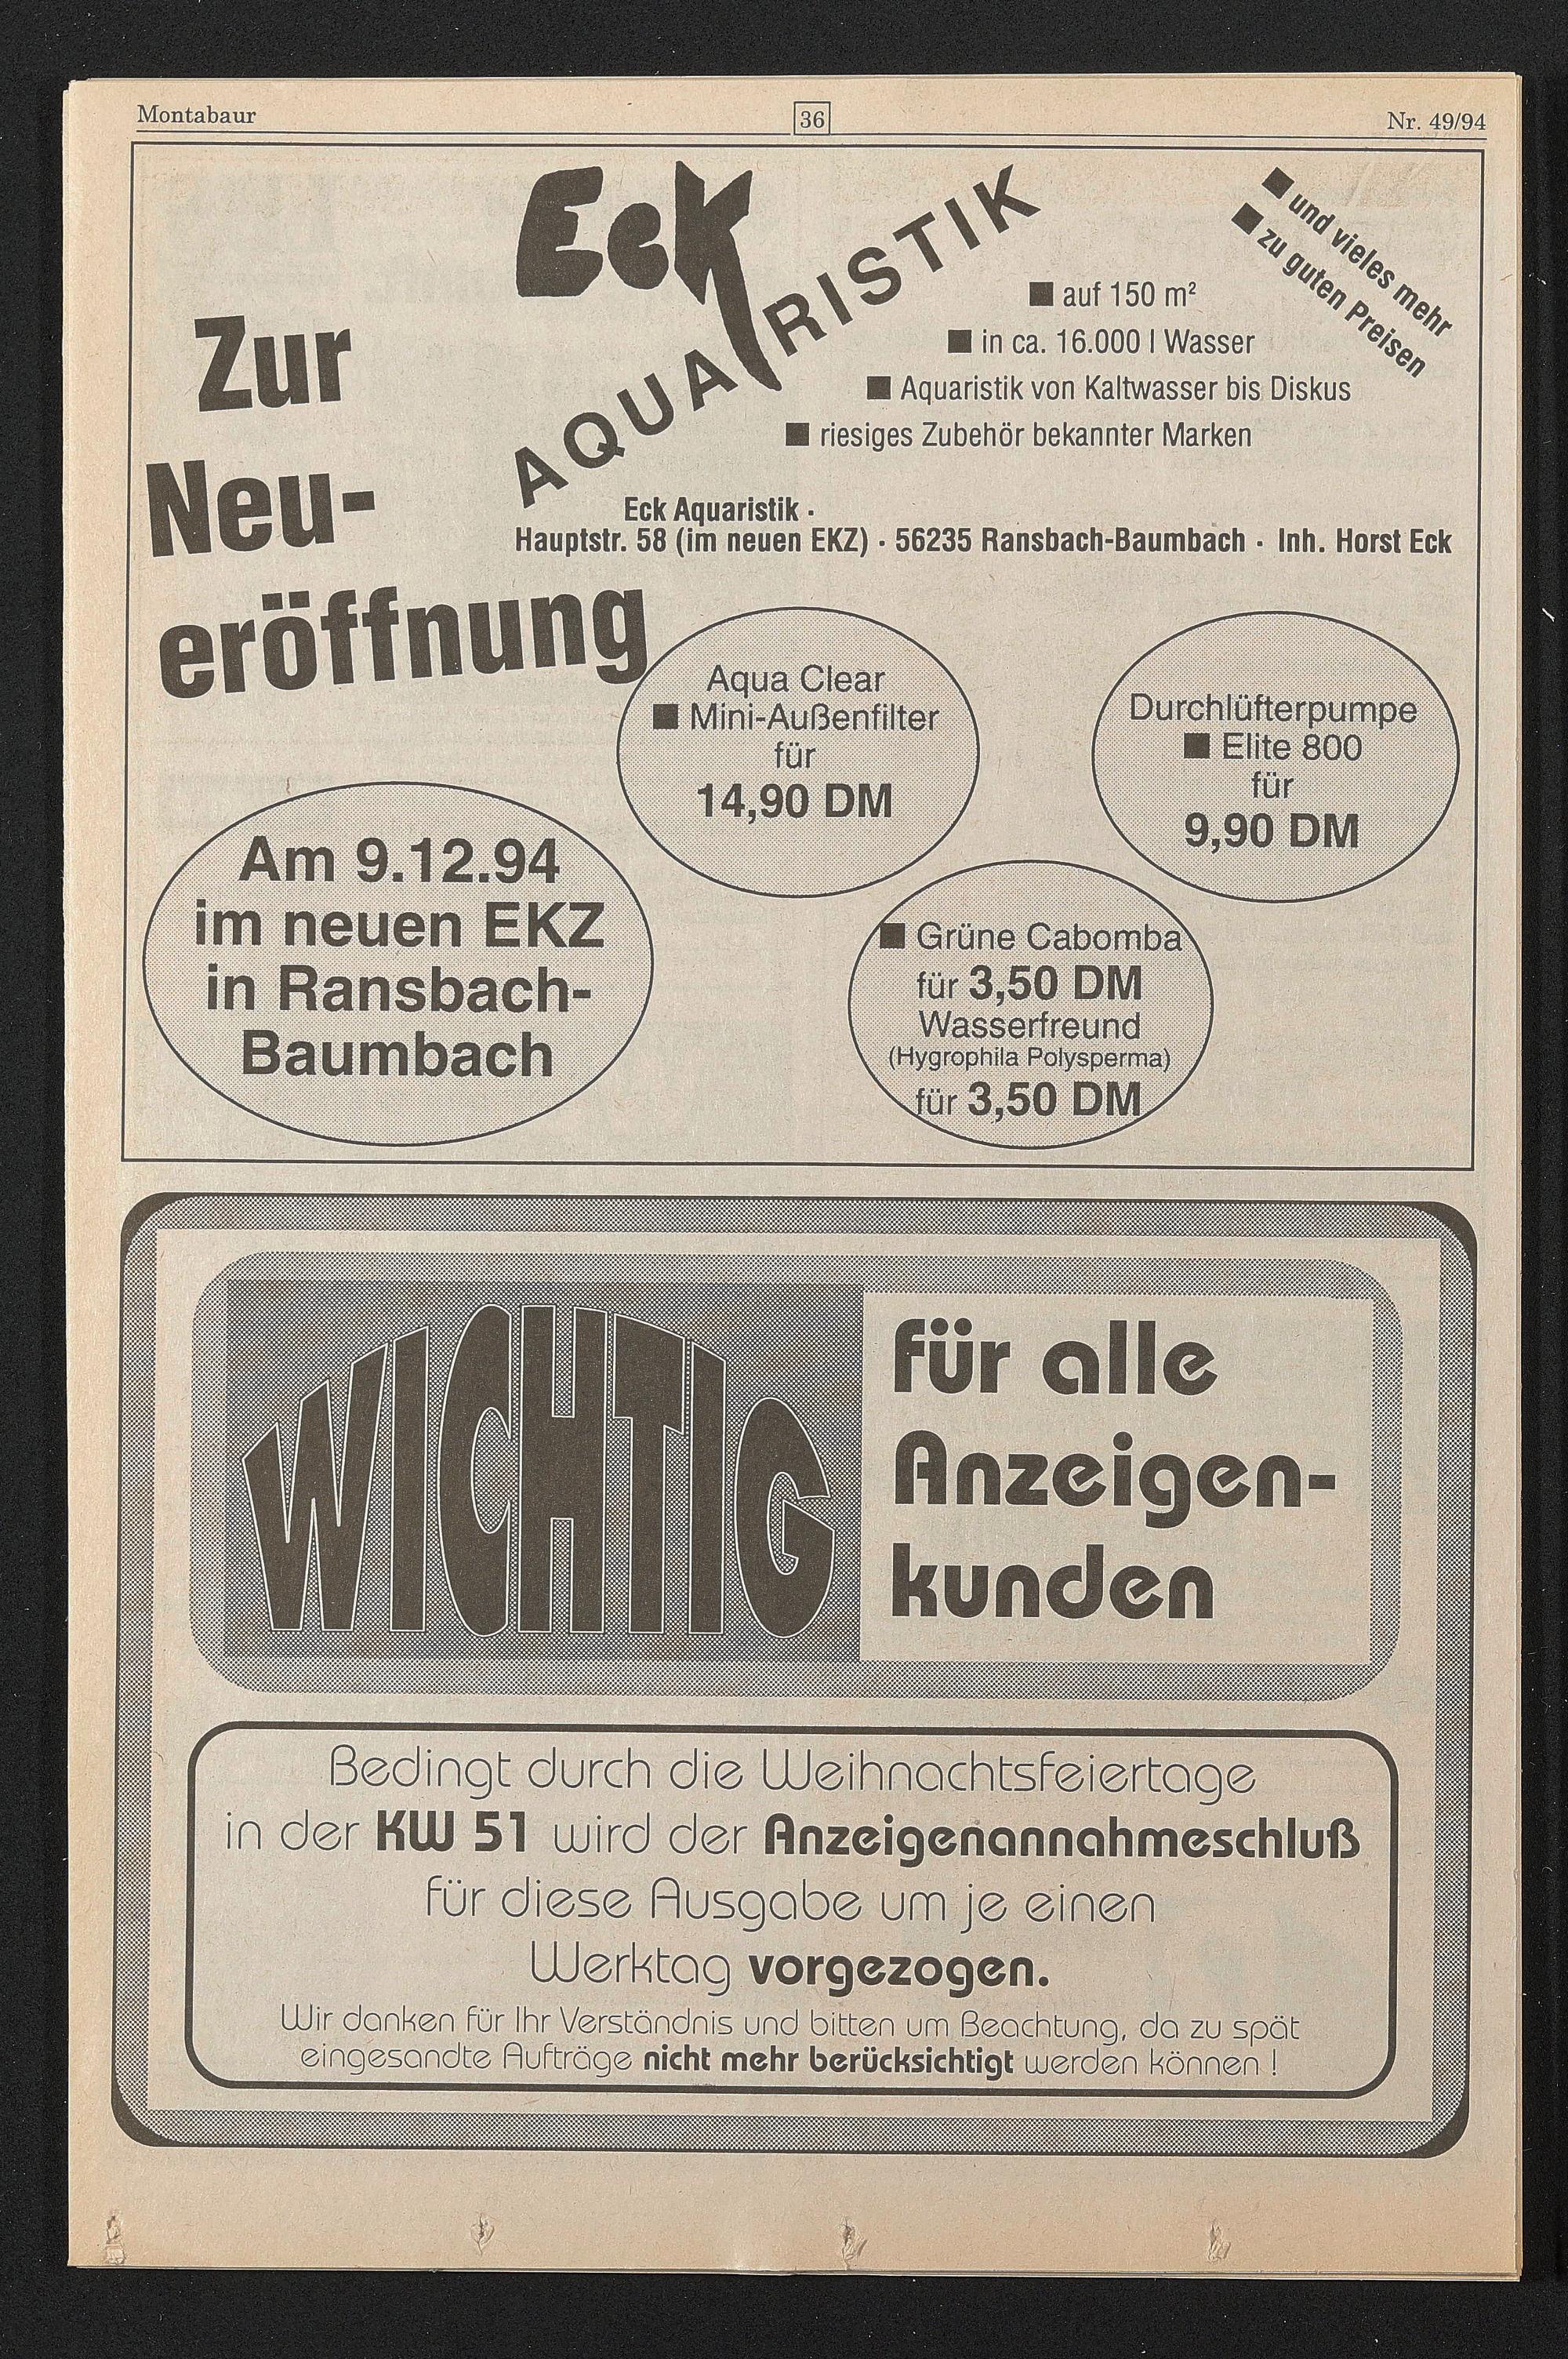 Montabaur
36
Nr. 49/94
Eck
AQUARISTIK
Zur
Neu-
eröffnung
■ und vieles mehr
■ zu guten Preisen
■ auf 150 m²
■ in ca. 16.000 l Wasser
■ Aquaristik von Kaltwasser bis Diskus
■ riesiges Zubehör bekannter Marken
Eck Aquaristik ·
Hauptstr. 58 (im neuen EKZ) · 56235 Ransbach-Baumbach · Inh. Horst Eck
Aqua Clear
■ Mini-Außenfilter
für
14,90 DM
Durchlüfterpumpe
■ Elite 800
für
9,90 DM
Am 9.12.94
im neuen EKZ
in Ransbach-
Baumbach
■ Grüne Cabomba
für 3,50 DM
Wasserfreund
(Hygrophila Polysperma)
für 3,50 DM
WICHTIG
für alle
Anzeigen-
kunden
Bedingt durch die Weihnachtsfeiertage
in der KW 51 wird der Anzeigenannahmeschluß
für diese Ausgabe um je einen
Werktag vorgezogen.
Wir danken für Ihr Verständnis und bitten um Beachtung, da zu spät
eingesandte Aufträge nicht mehr berücksichtigt werden können !